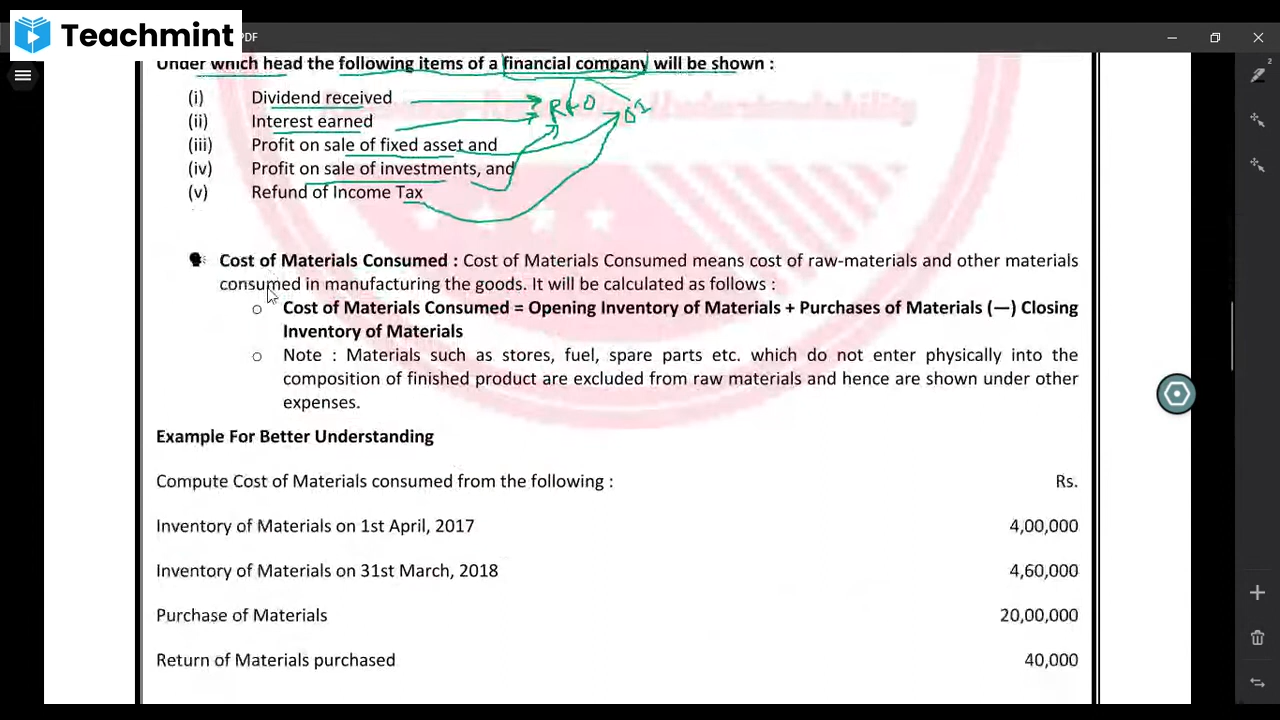 Teachmint
PDF
Under which head the following items of a financial company will be shown :
(i) Dividend received
RFO
OI
(ii) Interest earned
(iii) Profit on sale of fixed asset and
(iv) Profit on sale of investments, and
(v) Refund of Income Tax
Cost of Materials Consumed : Cost of Materials Consumed means cost of raw-materials and other materials
consumed in manufacturing the goods. It will be calculated as follows :
○ Cost of Materials Consumed = Opening Inventory of Materials + Purchases of Materials (—) Closing
Inventory of Materials
○ Note : Materials such as stores, fuel, spare parts etc. which do not enter physically into the
composition of finished product are excluded from raw materials and hence are shown under other
expenses.
Example For Better Understanding
Compute Cost of Materials consumed from the following : Rs.
Inventory of Materials on 1st April, 2017 4,00,000
Inventory of Materials on 31st March, 2018 4,60,000
Purchase of Materials 20,00,000
Return of Materials purchased 40,000